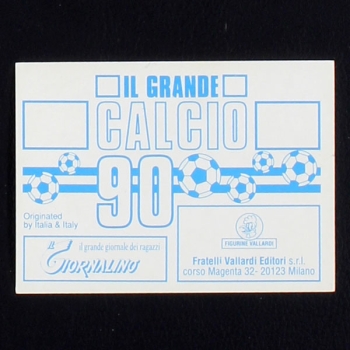 IL GRANDE
CALCIO
90
Originated
by Italia & Italy
il grande giornale dei ragazzi
il Giornalino
FIGURINE VALLARDI
Fratelli Vallardi Editori s.r.l.
corso Magenta 32- 20123 Milano